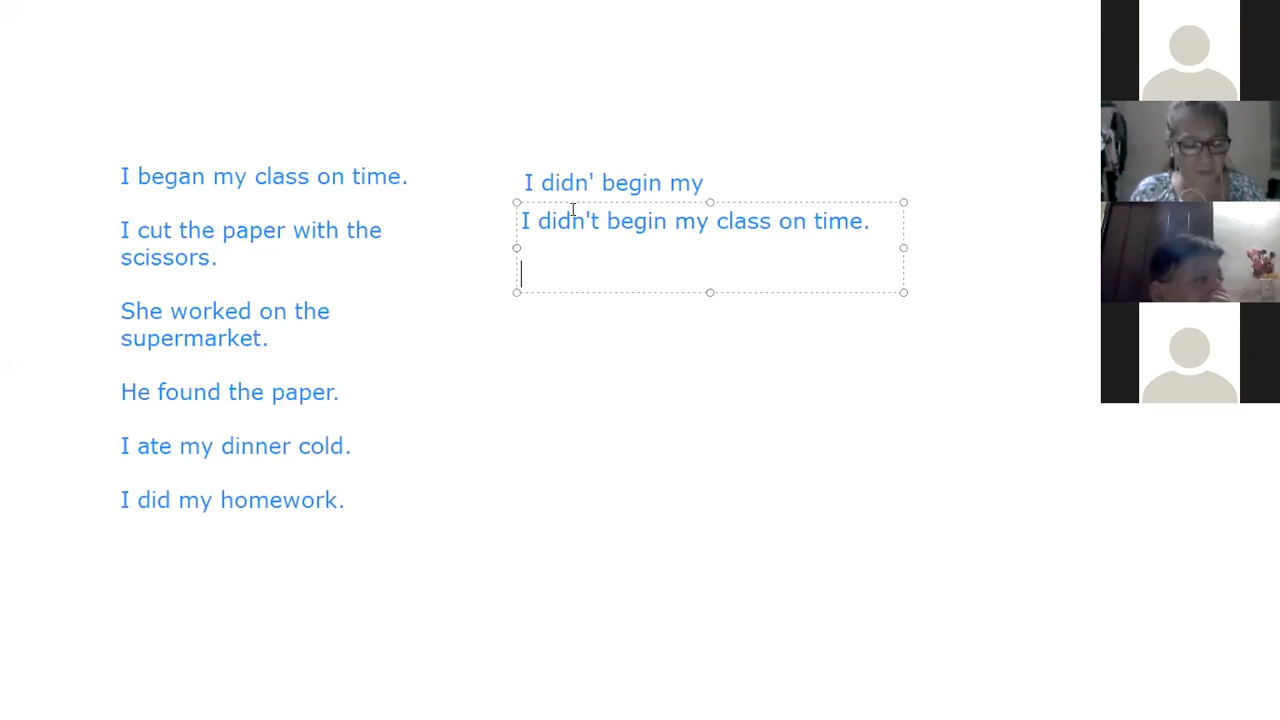 I began my class on time.
I cut the paper with the
scissors.
She worked on the
supermarket.
He found the paper.
I ate my dinner cold.
I did my homework.
I didn' begin my
I didn't begin my class on time.